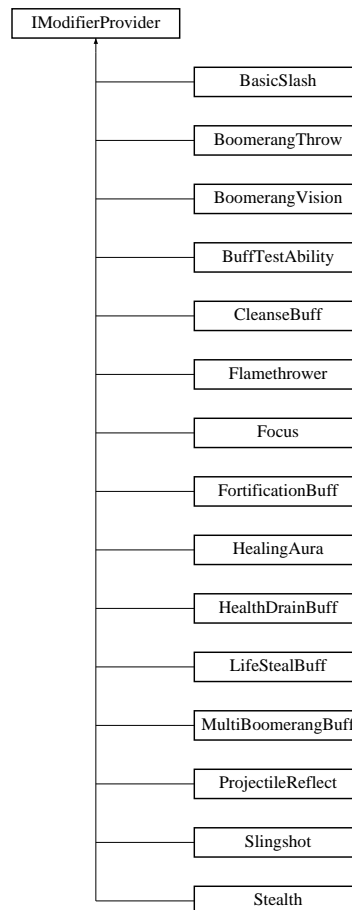 IModifierProvider
BasicSlash
BoomerangThrow
BoomerangVision
BuffTestAbility
CleanseBuff
Flamethrower
Focus
FortificationBuff
HealingAura
HealthDrainBuff
LifeStealBuff
MultiBoomerangBuff
ProjectileReflect
Slingshot
Stealth